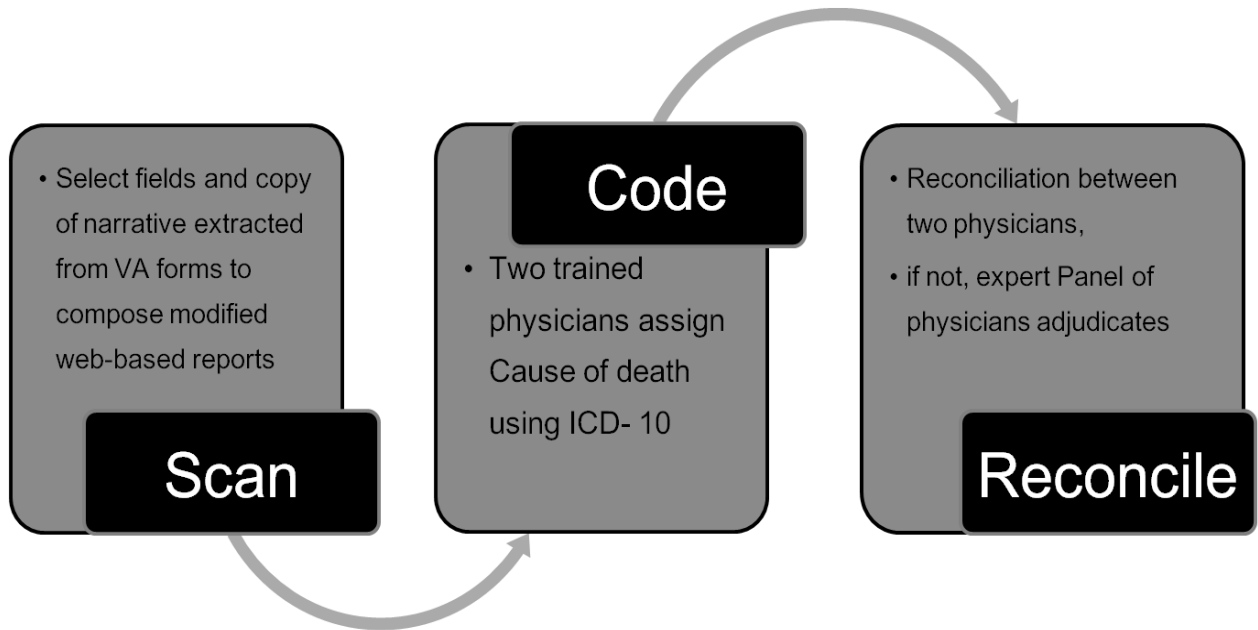 • Select fields and copy
of narrative extracted
from VA forms to
compose modified
web-based reports
Scan
Code
• Two trained
physicians assign
Cause of death
using ICD- 10
• Reconciliation between
two physicians,
• if not, expert Panel of
physicians adjudicates
Reconcile